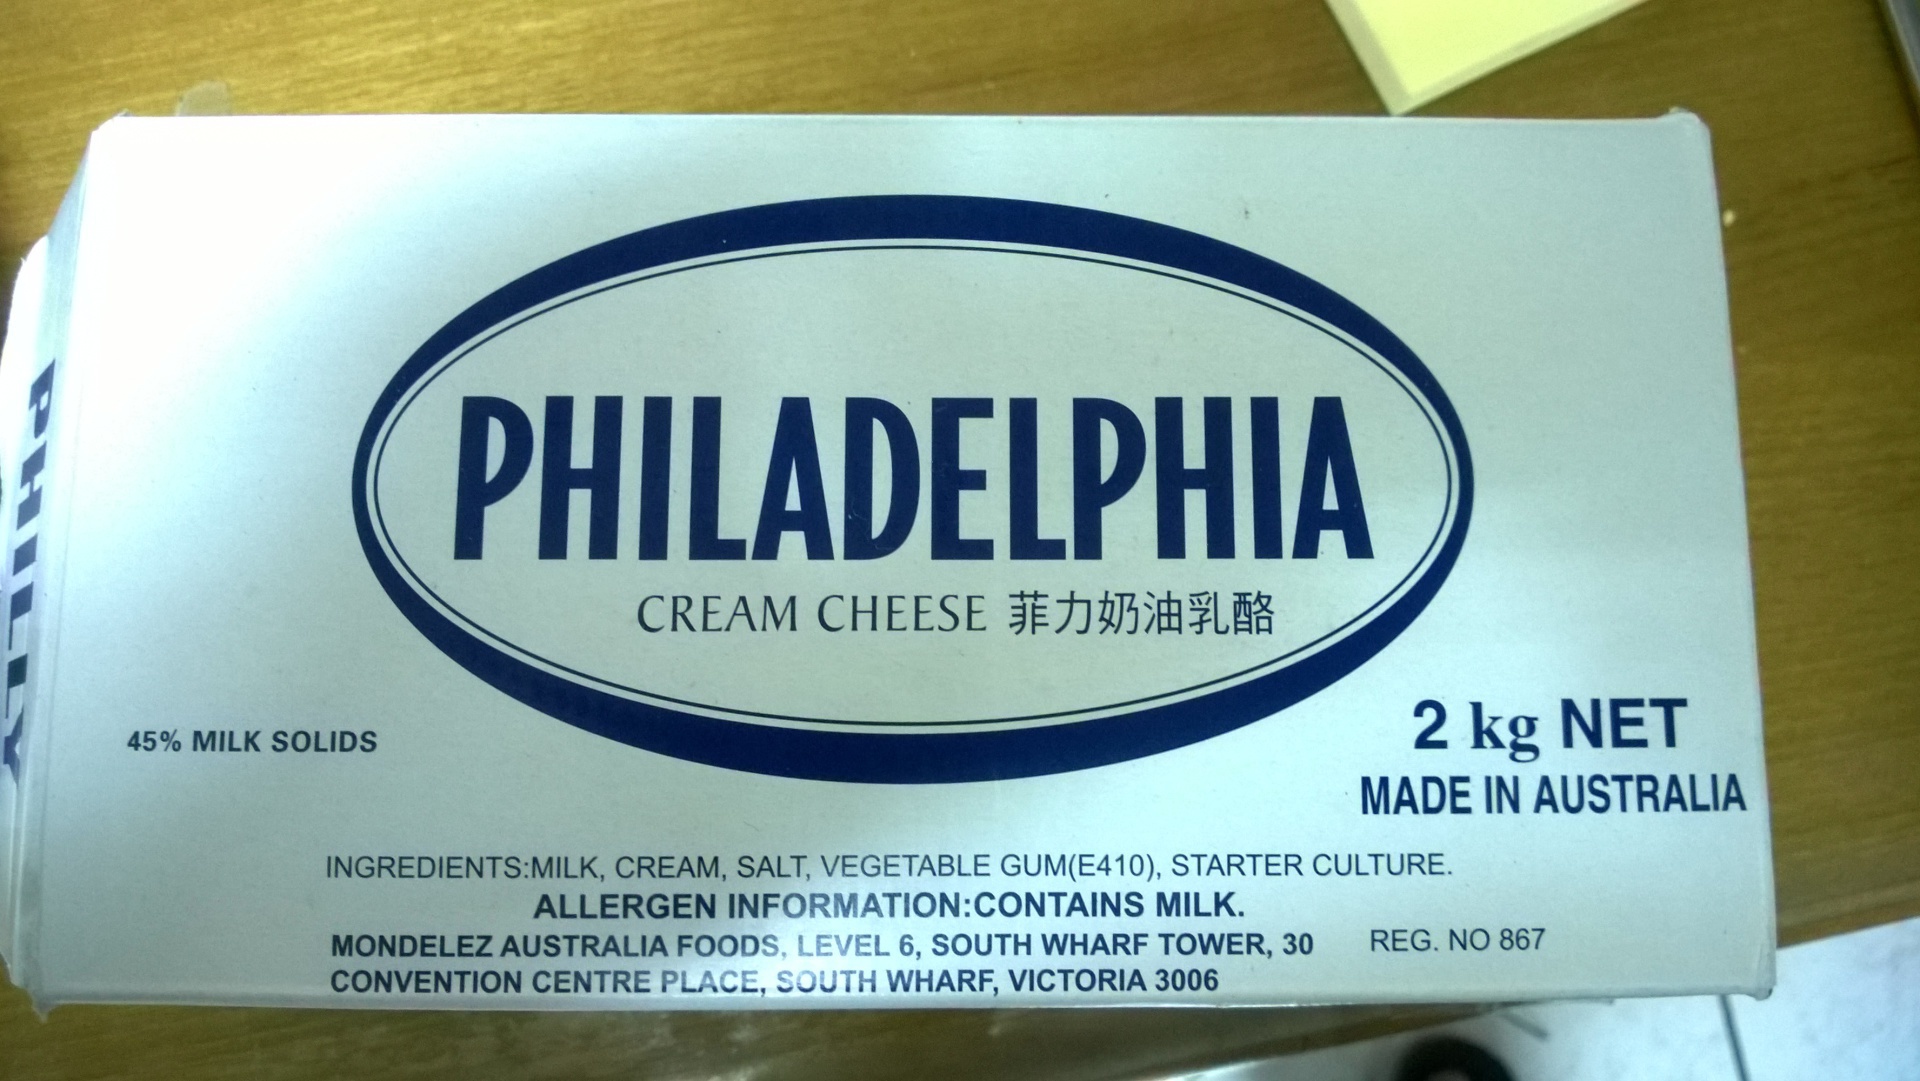 PHILADELPHIA
CREAM CHEESE 菲力奶油乳酪
PHILLY
45% MILK SOLIDS
2 kg NET
MADE IN AUSTRALIA
INGREDIENTS:MILK, CREAM, SALT, VEGETABLE GUM(E410), STARTER CULTURE.
ALLERGEN INFORMATION:CONTAINS MILK.
MONDELEZ AUSTRALIA FOODS, LEVEL 6, SOUTH WHARF TOWER, 30
CONVENTION CENTRE PLACE, SOUTH WHARF, VICTORIA 3006
REG. NO 867